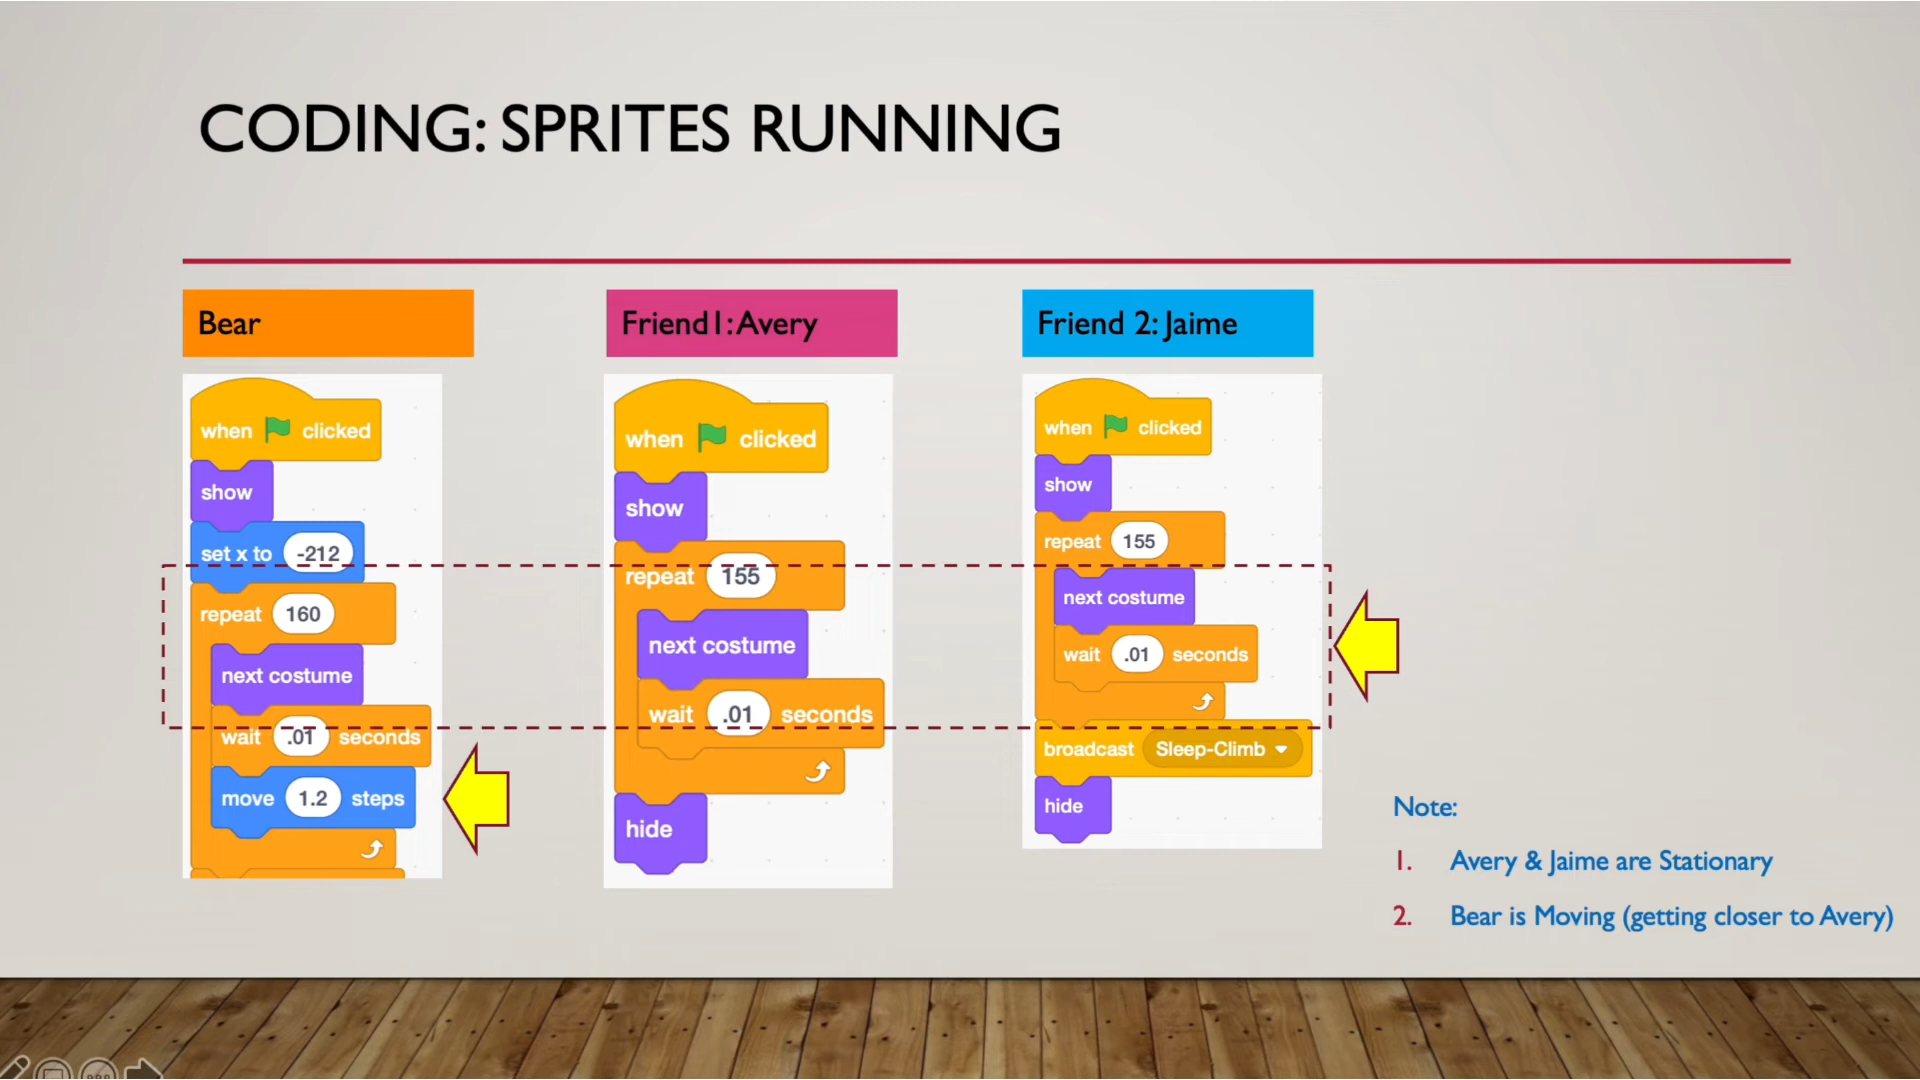 CODING: SPRITES RUNNING
Bear
when clicked
show
set x to -212
repeat 160
next costume
wait .01 seconds
move 1.2 steps
Friend1: Avery
when clicked
show
repeat 155
next costume
wait .01 seconds
hide
Friend 2: Jaime
when clicked
show
repeat 155
next costume
wait .01 seconds
broadcast Sleep-Climb
hide
Note:
1. Avery & Jaime are Stationary
2. Bear is Moving (getting closer to Avery)